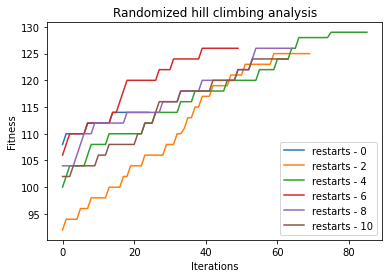 Randomized hill climbing analysis
Fitness
130
125
120
115
110
105
100
95
restarts - 0
restarts - 2
restarts - 4
restarts - 6
restarts - 8
restarts - 10
0 20 40 60 80
Iterations